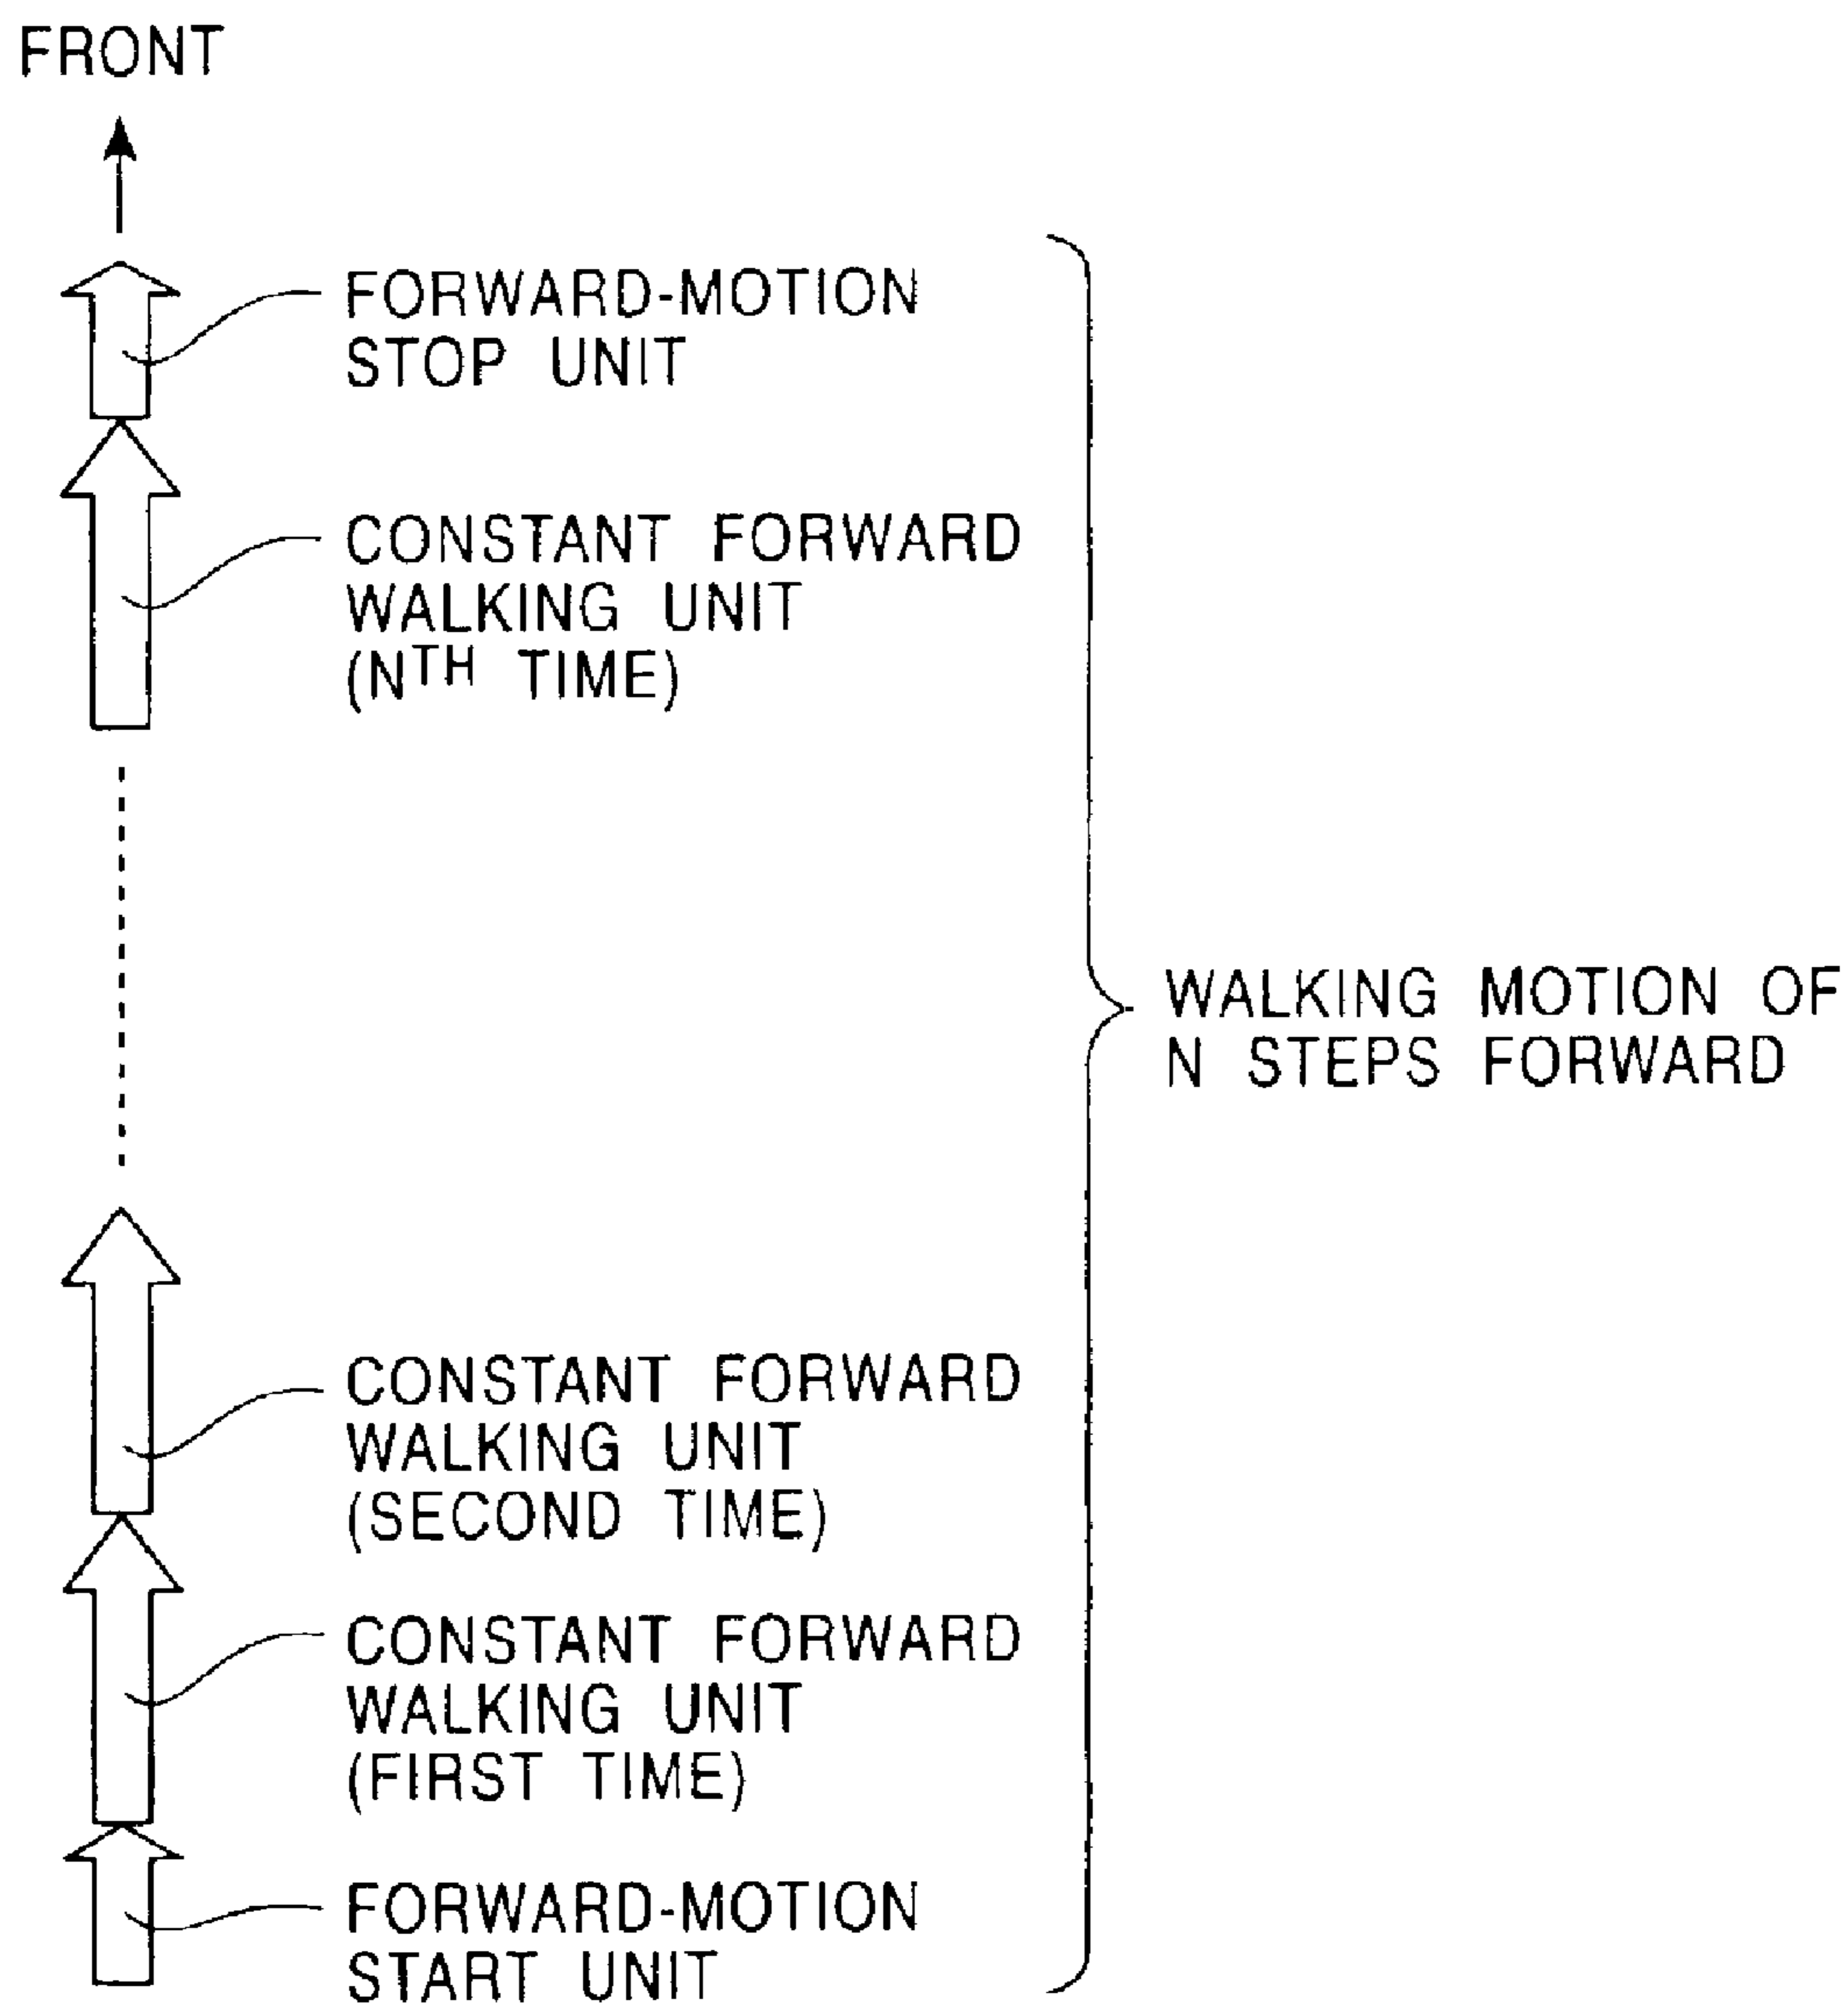 FRONT
FORWARD-MOTION
STOP UNIT
CONSTANT FORWARD
WALKING UNIT
(NTH TIME)
WALKING MOTION OF
N STEPS FORWARD
CONSTANT FORWARD
WALKING UNIT
(SECOND TIME)
CONSTANT FORWARD
WALKING UNIT
(FIRST TIME)
FORWARD-MOTION
START UNIT